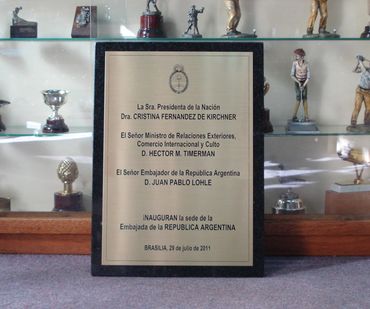 La Sra. Presidenta de la Nación
Dra. CRISTINA FERNANDEZ DE KIRCHNER
El Señor Ministro de Relaciones Exteriores,
Comercio Internacional y Culto
D. HECTOR M. TIMERMAN
El Señor Embajador de la Republica Argentina
D. JUAN PABLO LOHLE
INAUGURAN la sede de la
Embajada de la REPUBLICA ARGENTINA
BRASILIA, 29 de julio de 2011